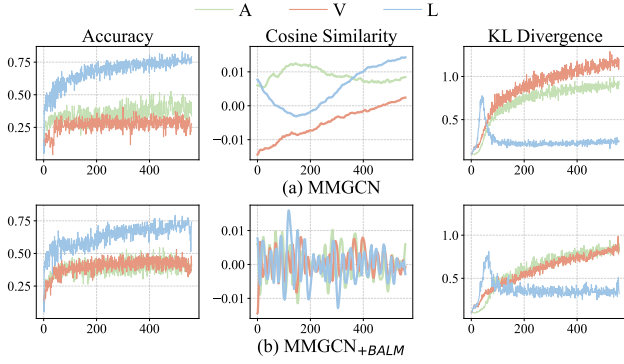 A V L
Accuracy Cosine Similarity KL Divergence
0.75 0.01 1.0
0.50 0.00 0.5
0.25 −0.01
0 200 400 0 200 400 0 200 400
(a) MMGCN
0.75 0.01 1.0
0.50 0.00 0.5
0.25 −0.01
0 200 400 0 200 400 0 200 400
(b) MMGCN+BALM